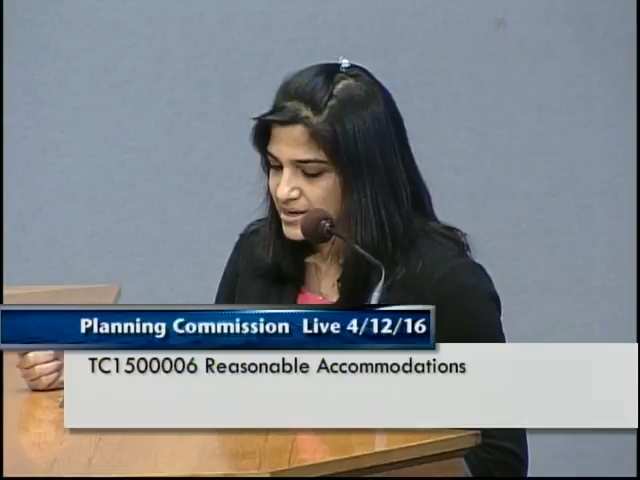 Planning Commission Live 4/12/16
TC1500006 Reasonable Accommodations